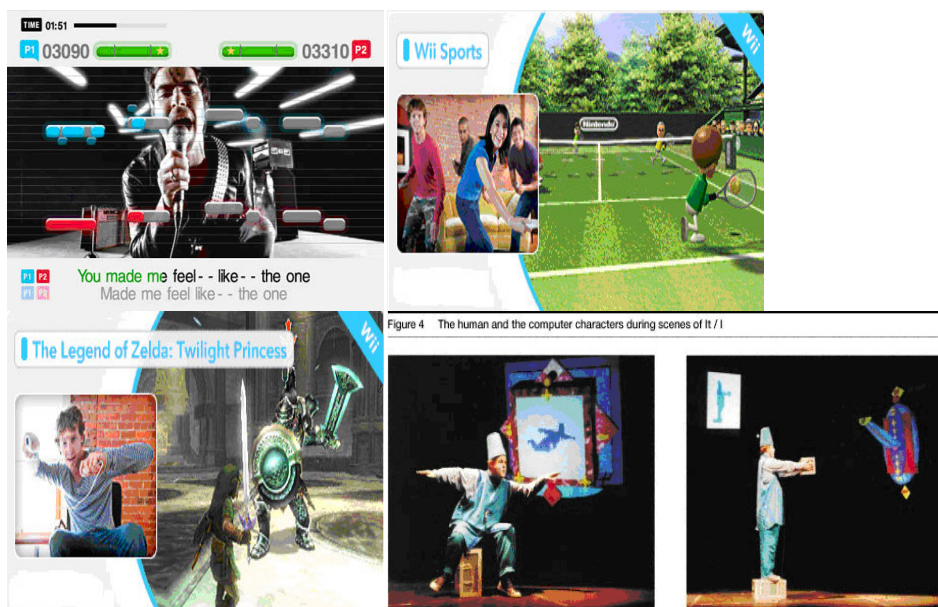 TIME 01:51
P1 03090 03310 P2
P1 P2 You made me feel - - like - - the one
P1 P2 Made me feel like - - the one
Wii Sports
Wii
Nintendo
The Legend of Zelda: Twilight Princess
Wii
Figure 4 The human and the computer characters during scenes of It / I